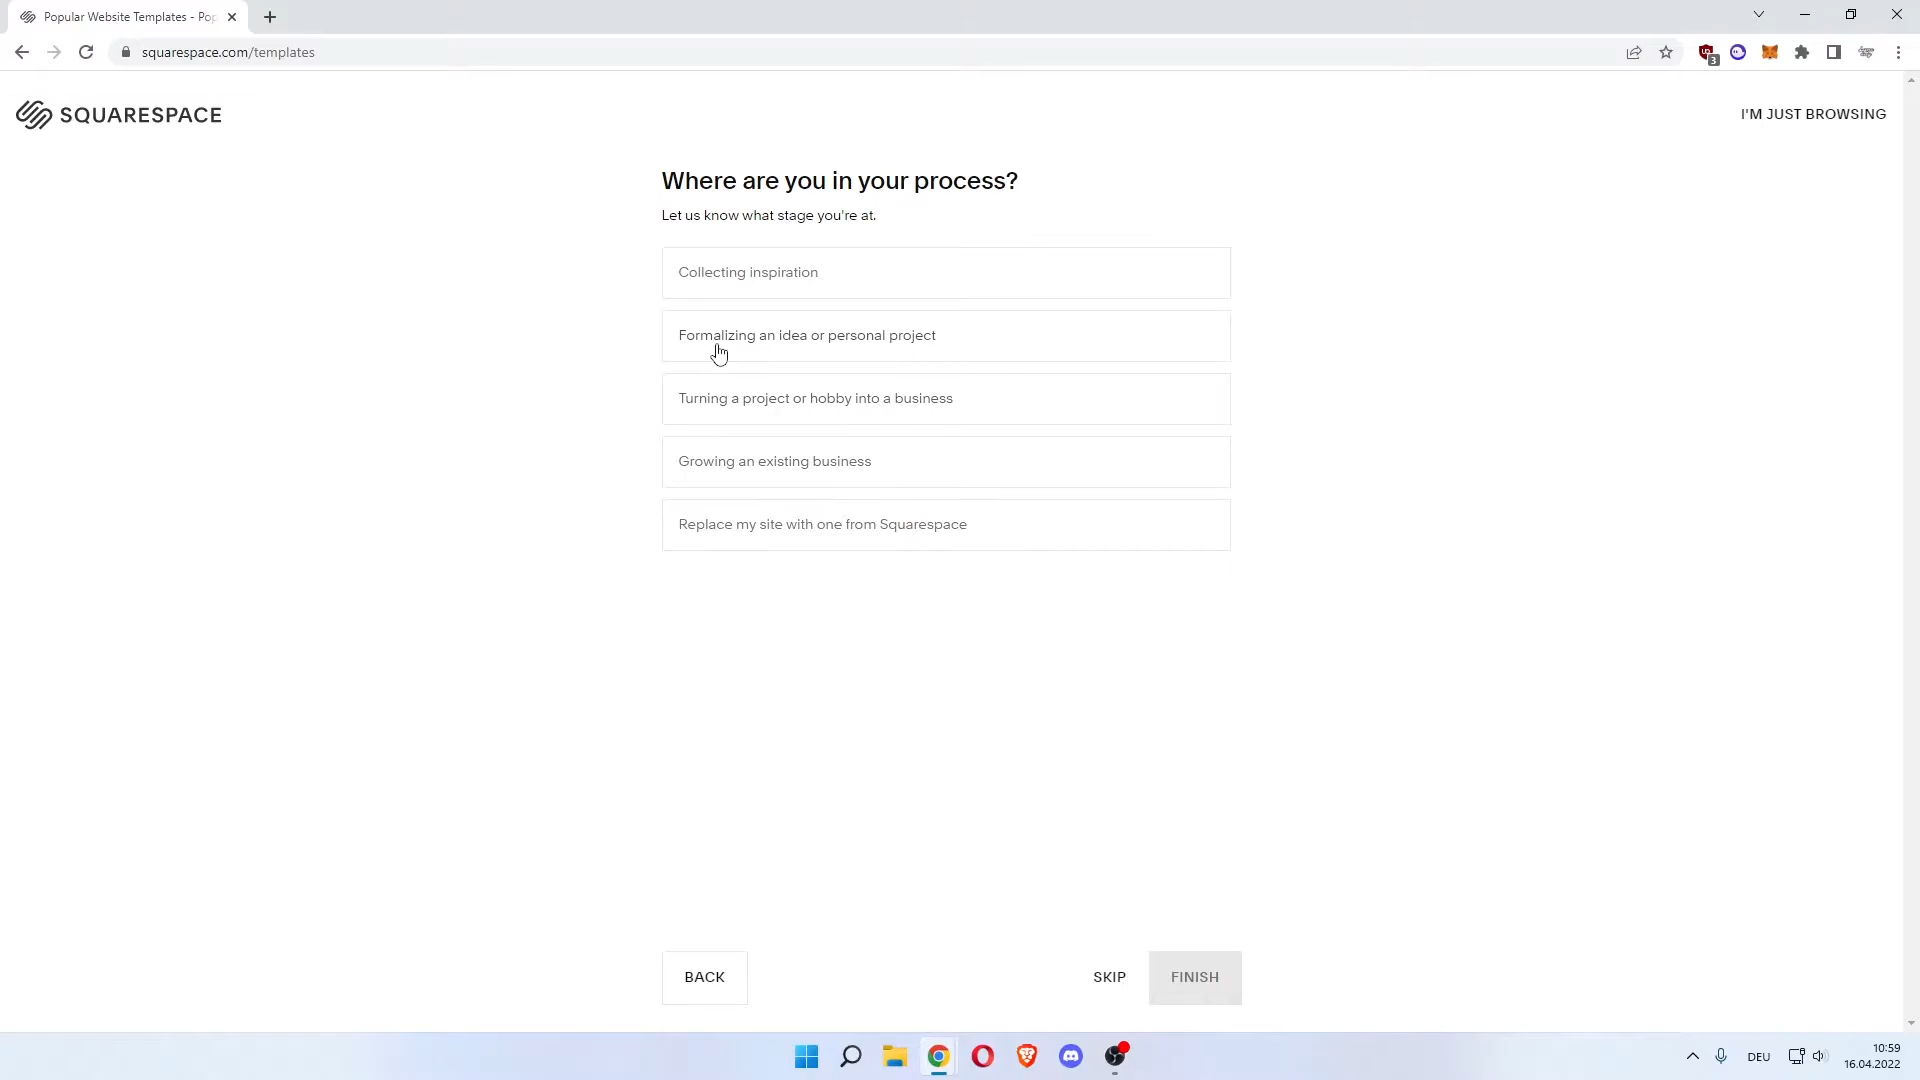 Popular Website Templates - Pop
squarespace.com/templates
3
SQUARESPACE
I'M JUST BROWSING
Where are you in your process?
Let us know what stage you're at.
Collecting inspiration
Formalizing an idea or personal project
Turning a project or hobby into a business
Growing an existing business
Replace my site with one from Squarespace
BACK
SKIP
FINISH
DEU
10:59
16.04.2022